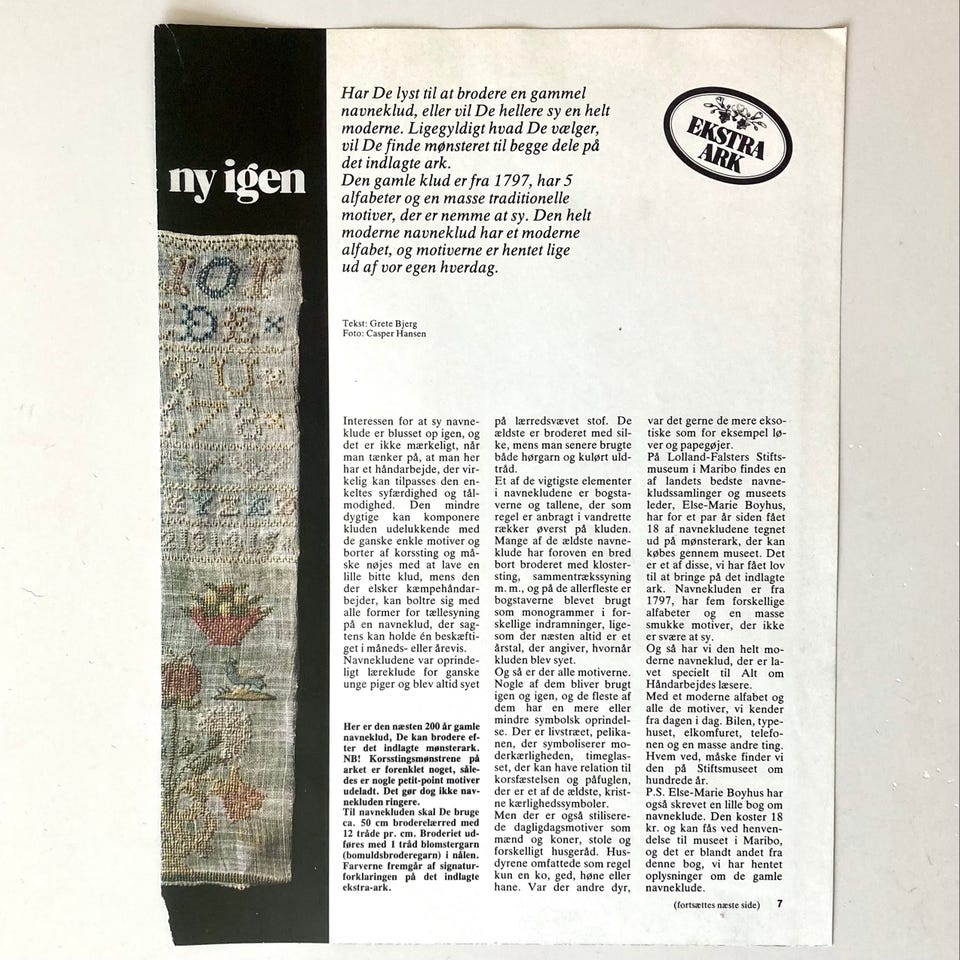 ny igen
Har De lyst til at brodere en gammel
navneklud, eller vil De hellere sy en helt
moderne. Ligegyldigt hvad De vælger,
vil De finde mønsteret til begge dele på
det indlagte ark.
Den gamle klud er fra 1797, har 5
alfabeter og en masse traditionelle
motiver, der er nemme at sy. Den helt
moderne navneklud har et moderne
alfabet, og motiverne er hentet lige
ud af vor egen hverdag.
EKSTRA
ARK
Tekst: Grete Bjerg
Foto: Casper Hansen
Interessen for at sy navne-
klude er blusset op igen, og
det er ikke mærkeligt, når
man tænker på, at man her
har et håndarbejde, der vir-
kelig kan tilpasses den en-
keltes syfærdighed og tål-
modighed. Den mindre
dygtige kan komponere
kluden udelukkende med
de ganske enkle motiver og
borter af korssting og må-
ske nøjes med at lave en
lille bitte klud, mens den
der elsker kæmpehåndar-
bejder, kan boltre sig med
alle former for tællesyning
på en navneklud, der sag-
tens kan holde én beskæfti-
get i måneds- eller årevis.
Navnekludene var oprinde-
ligt læreklude for ganske
unge piger og blev altid syet
Her er den næsten 200 år gamle
navneklud, De kan brodere ef-
ter det indlagte mønsterark.
NB! Korsstingsmønstrene på
arket er forenklet noget, såle-
des er nogle petit-point motiver
udeladt. Det gør dog ikke nav-
nekluden ringere.
Til navnekluden skal De bruge
ca. 50 cm broderelærred med
12 tråde pr. cm. Broderiet ud-
føres med 1 tråd blomstergarn
(bomuldsbroderegarn) i nålen.
Farverne fremgår af signatur-
forklaringen på det indlagte
ekstra-ark.
på lærredsvævet stof. De
ældste er broderet med sil-
ke, mens man senere brugte
både hørgarn og kulørt uld-
tråd.
Et af de vigtigste elementer
i navnekludene er bogsta-
verne og tallene, der som
regel er anbragt i vandrette
rækker øverst på kluden.
Mange af de ældste navne-
klude har foroven en bred
bort broderet med kloster-
sting, sammentrækssyning
m.m., og på de allerfleste er
bogstaverne blevet brugt
som monogrammer i for-
skellige indramninger, lige-
som der næsten altid er et
årstal, der angiver, hvornår
kluden blev syet.
Og så er der alle motiverne.
Nogle af dem bliver brugt
igen og igen, og de fleste af
dem har en mere eller
mindre symbolsk oprindel-
se. Der er livstræet, pelika-
nen, der symboliserer mo-
derkærligheden, timeglas-
set, der kan have relation til
korsfæstelsen og påfuglen,
der er et af de ældste, krist-
ne kærlighedssymboler.
Men der er også stilisere-
de dagligdagsmotiver som
mænd og koner, stole og
forskelligt husgeråd. Hus-
dyrene omfattede som regel
kun en ko, ged, høne eller
hane. Var der andre dyr,
var det gerne de mere ekso-
tiske som for eksempel lø-
ver og papegøjer.
På Lolland-Falsters Stifts-
museum i Maribo findes en
af landets bedste navne-
kludssamlinger og museets
leder, Else-Marie Boyhus,
har for et par år siden fået
18 af navnekludene tegnet
ud på mønsterark, der kan
købes gennem museet. Det
er et af disse, vi har fået lov
til at bringe på det indlagte
ark. Navnekluden er fra
1797, har fem forskellige
alfabeter og en masse
smukke motiver, der ikke
er svære at sy.
Og så har vi den helt mo-
derne navneklud, der er la-
vet specielt til Alt om
Håndarbejdes læsere.
Med et moderne alfabet og
alle de motiver, vi kender
fra dagen i dag. Bilen, type-
huset, elkomfuret, telefo-
nen og en masse andre ting.
Hvem ved, måske finder vi
den på Stiftsmuseet om
hundrede år.
P.S. Else-Marie Boyhus har
også skrevet en lille bog om
navneklude. Den koster 18
kr. og kan fås ved henven-
delse til museet i Maribo,
og det er blandt andet fra
denne bog, vi har hentet
oplysninger om de gamle
navneklude.
(fortsættes næste side) 7